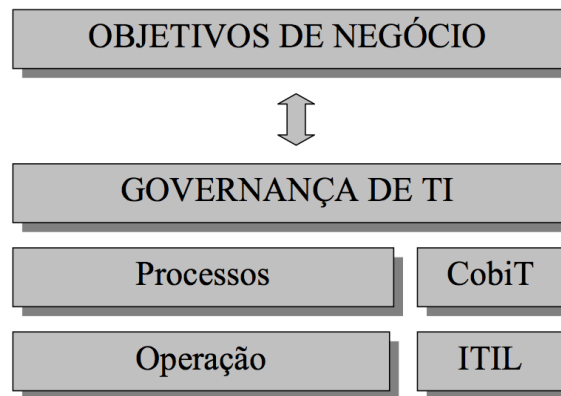 OBJETIVOS DE NEGÓCIO
GOVERNANÇA DE TI
Processos CobiT
Operação ITIL